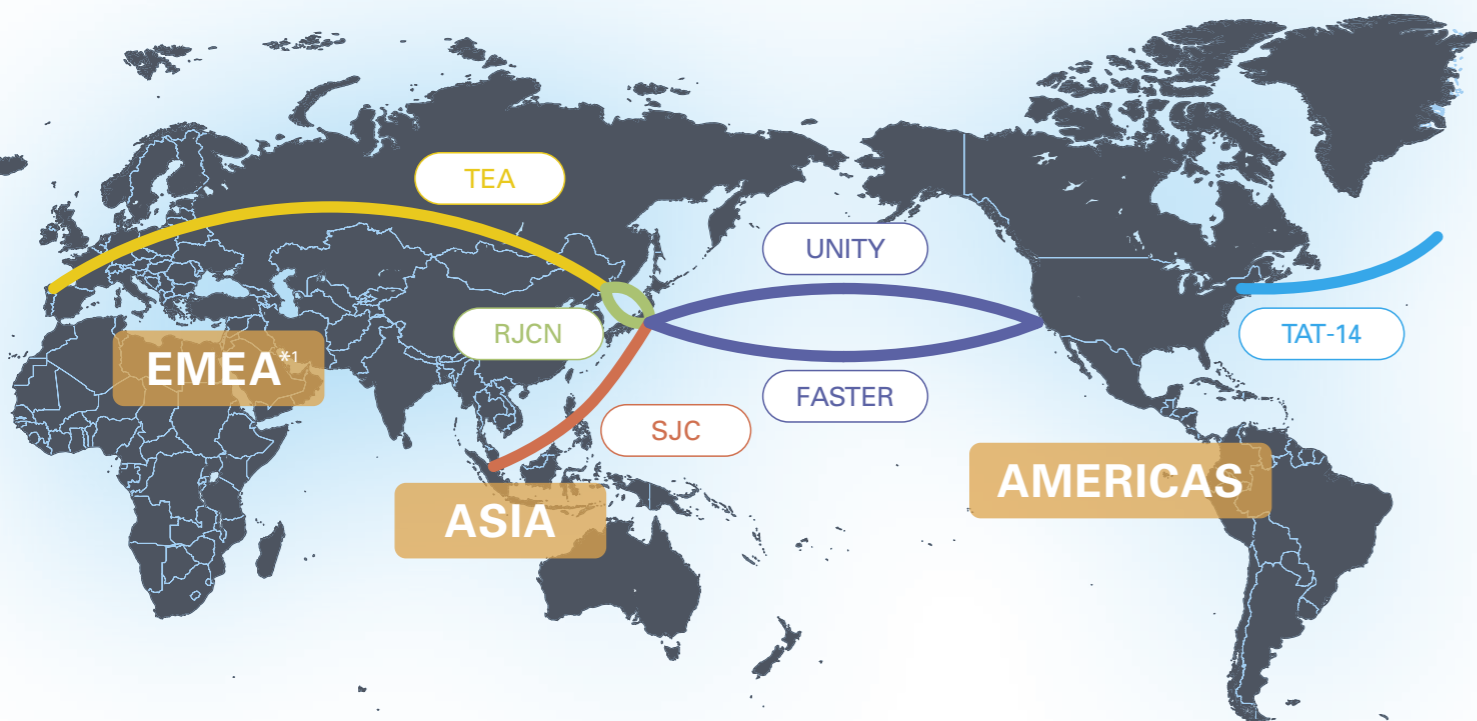 TEA
UNITY
RJCN
TAT-14
EMEA*1
FASTER
SJC
AMERICAS
ASIA